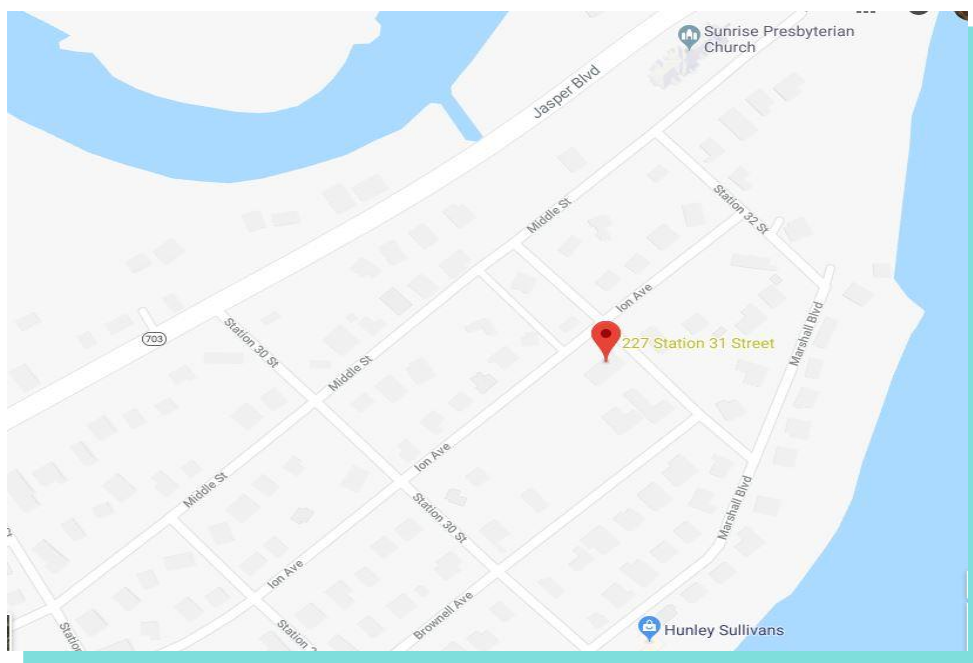 Sunrise Presbyterian
Church
Jasper Blvd
Middle St
Station 32 St
Ion Ave
Marshall Blvd
703
Station 30 St
227 Station 31 Street
Middle St
Ion Ave
Middle St
Station 30 St
Marshall Blvd
Ion Ave
Brownell Ave
Hunley Sullivans
Station
Station